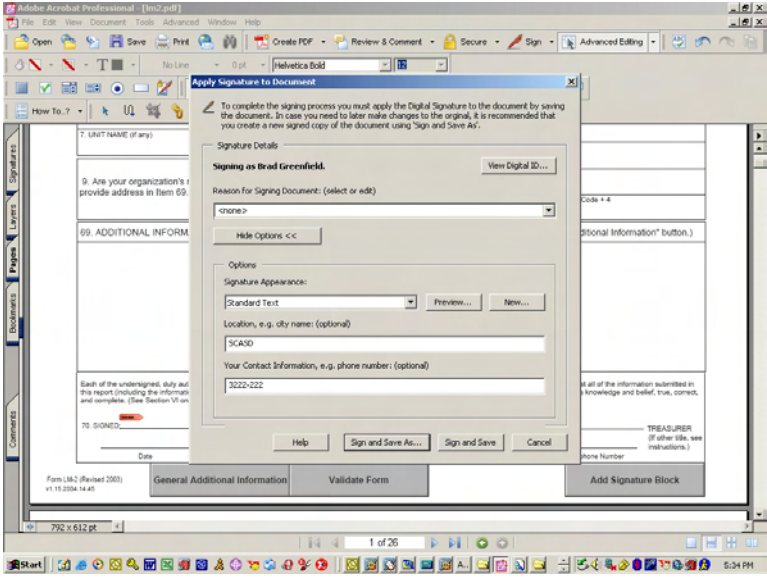 Adobe Acrobat Professional - [lm2.pdf]
File Edit View Document Tools Advanced Window Help
Open Save Print Create PDF Review & Comment Secure Sign Advanced Editing
No Line 0 pt Helvetica Bold 12
How To..? 
Apply Signature to Document
To complete the signing process you must apply the Digital Signature to the document by saving
the document. In case you need to later make changes to the orginal, it is recommended that
you create a new signed copy of the document using 'Sign and Save As'.
Signature Details
Signing as Brad Greenfield.
View Digital ID...
Reason for Signing Document: (select or edit)
<none>
Hide Options <<
Options
Signature Appearance:
Standard Text
Preview...
New...
Location, e.g. city name: (optional)
SCASD
Your Contact Information, e.g. phone number: (optional)
3222-222
Help
Sign and Save As...
Sign and Save
Cancel
Signatures
Layers
Pages
Bookmarks
Comments
7. UNIT NAME (if any)
9. Are your organization's
provide address in Item 69.
Code + 4
69. ADDITIONAL INFORM
ditional Information" button.)
Each of the undersigned, duly aut
this report (including the informati
and complete. (See Section VI on
at all of the information submitted in
knowledge and belief, true, correct,
70. SIGNED:
TREASURER
(If other title, see
instructions.)
Date
phone Number
Form LM-2 (Revised 2003)
General Additional Information
Validate Form
Add Signature Block
792 x 612 pt
1 of 26
Start
A..
5:34 PM